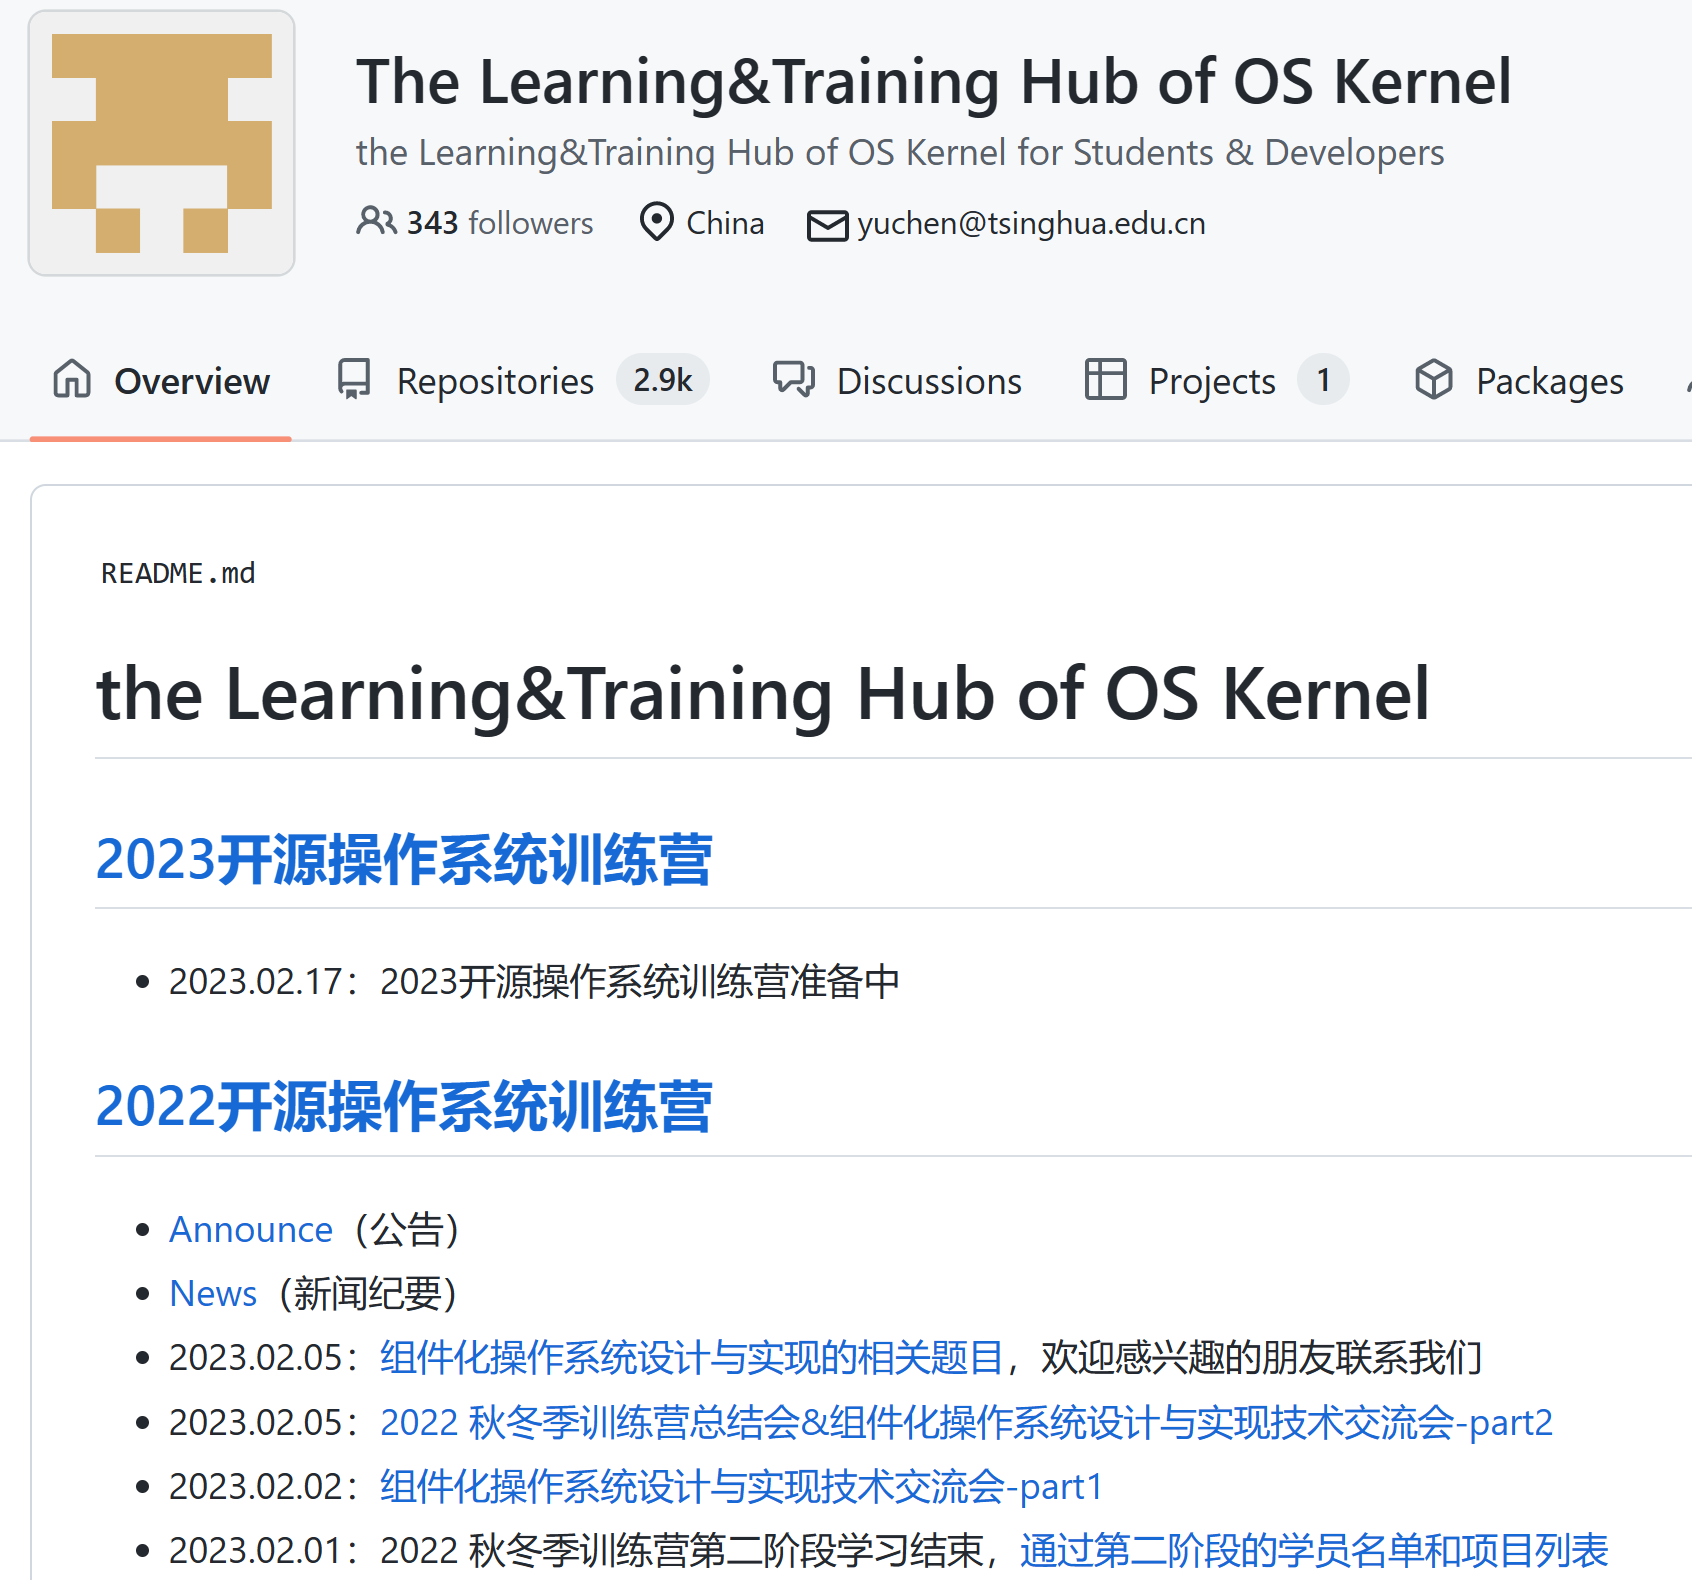 The Learning&Training Hub of OS Kernel
the Learning&Training Hub of OS Kernel for Students & Developers
343 followers China yuchen@tsinghua.edu.cn
Overview Repositories 2.9k Discussions Projects 1 Packages
README.md
the Learning&Training Hub of OS Kernel
2023开源操作系统训练营
2023.02.17：2023开源操作系统训练营准备中
2022开源操作系统训练营
Announce（公告）
News（新闻纪要）
2023.02.05：组件化操作系统设计与实现的相关题目，欢迎感兴趣的朋友联系我们
2023.02.05：2022 秋冬季训练营总结会&组件化操作系统设计与实现技术交流会-part2
2023.02.02：组件化操作系统设计与实现技术交流会-part1
2023.02.01：2022 秋冬季训练营第二阶段学习结束，通过第二阶段的学员名单和项目列表